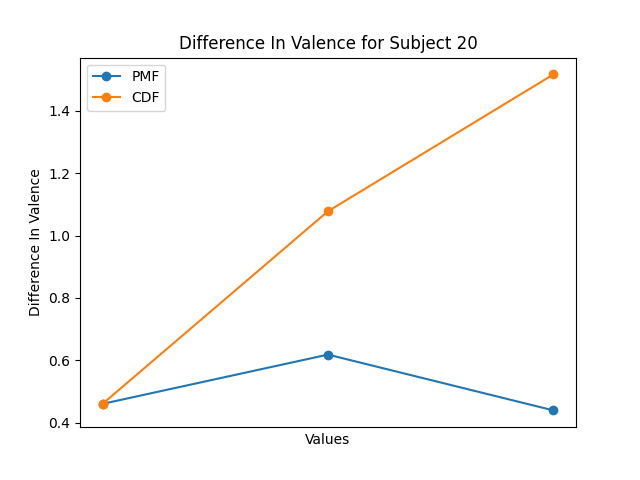 Difference In Valence for Subject 20
PMF
CDF
1.4
1.2
1.0
0.8
0.6
0.4
Difference In Valence
Values